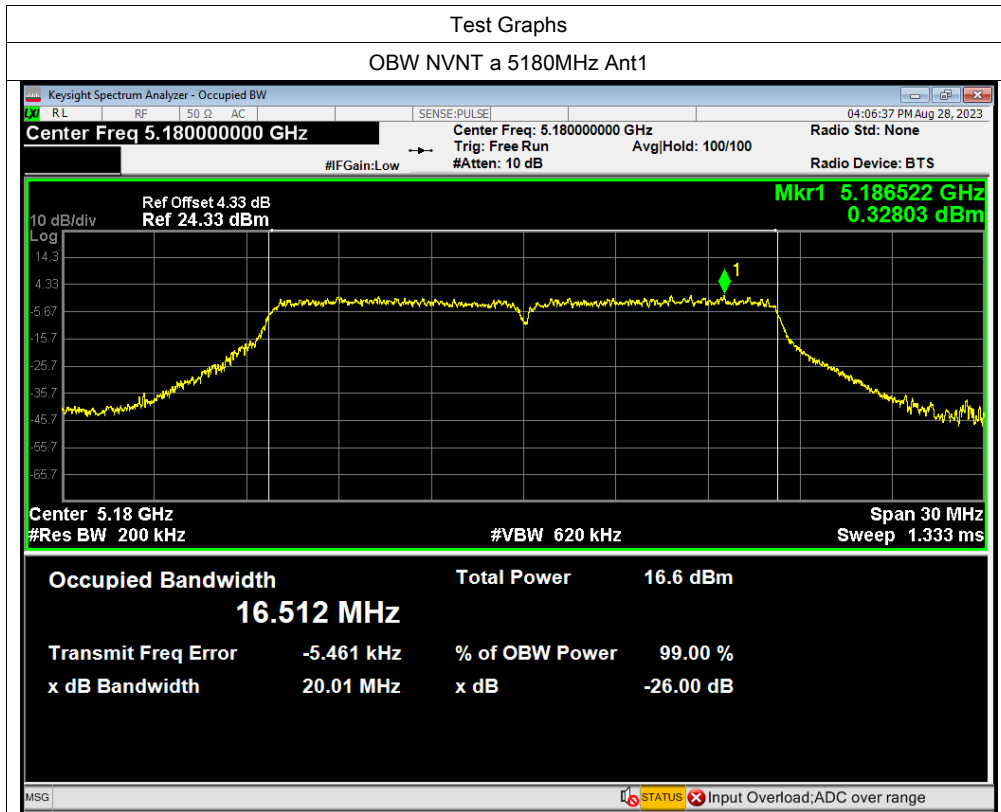 Test Graphs
OBW NVNT a 5180MHz Ant1
Keysight Spectrum Analyzer - Occupied BW
LXI RL RF 50 Ω AC SENSE:PULSE 04:06:37 PM Aug 28, 2023
Center Freq 5.180000000 GHz Center Freq: 5.180000000 GHz Radio Std: None
Trig: Free Run Avg|Hold: 100/100
#IFGain:Low #Atten: 10 dB Radio Device: BTS
Mkr1 5.186522 GHz
Ref Offset 4.33 dB
10 dB/div Ref 24.33 dBm 0.32803 dBm
Log
1
14.3
4.33
-5.67
-15.7
-25.7
-35.7
-45.7
-55.7
-65.7
Center 5.18 GHz Span 30 MHz
#Res BW 200 kHz #VBW 620 kHz Sweep 1.333 ms
Occupied Bandwidth Total Power 16.6 dBm
16.512 MHz
Transmit Freq Error -5.461 kHz % of OBW Power 99.00 %
x dB Bandwidth 20.01 MHz x dB -26.00 dB
MSG STATUS Input Overload;ADC over range